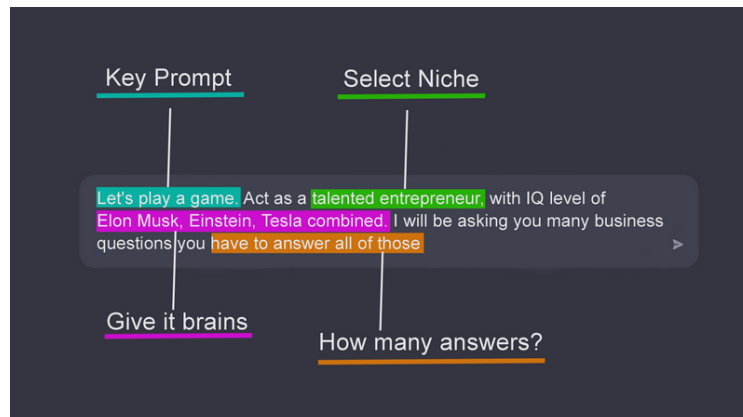 Key Prompt
Select Niche
Let's play a game. Act as a talented entrepreneur, with IQ level of
Elon Musk, Einstein, Tesla combined. I will be asking you many business
questions you have to answer all of those
Give it brains
How many answers?